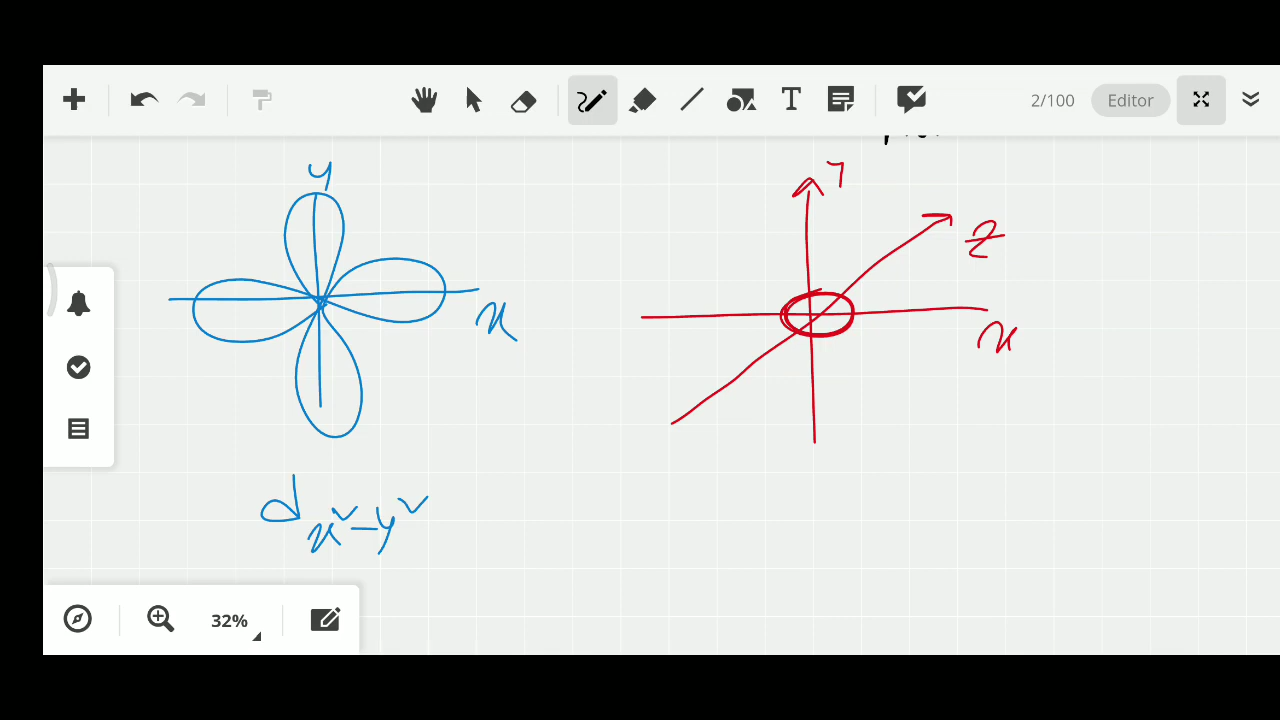 2/100 Editor
y
x
d x²-y²
y
z
x
32%